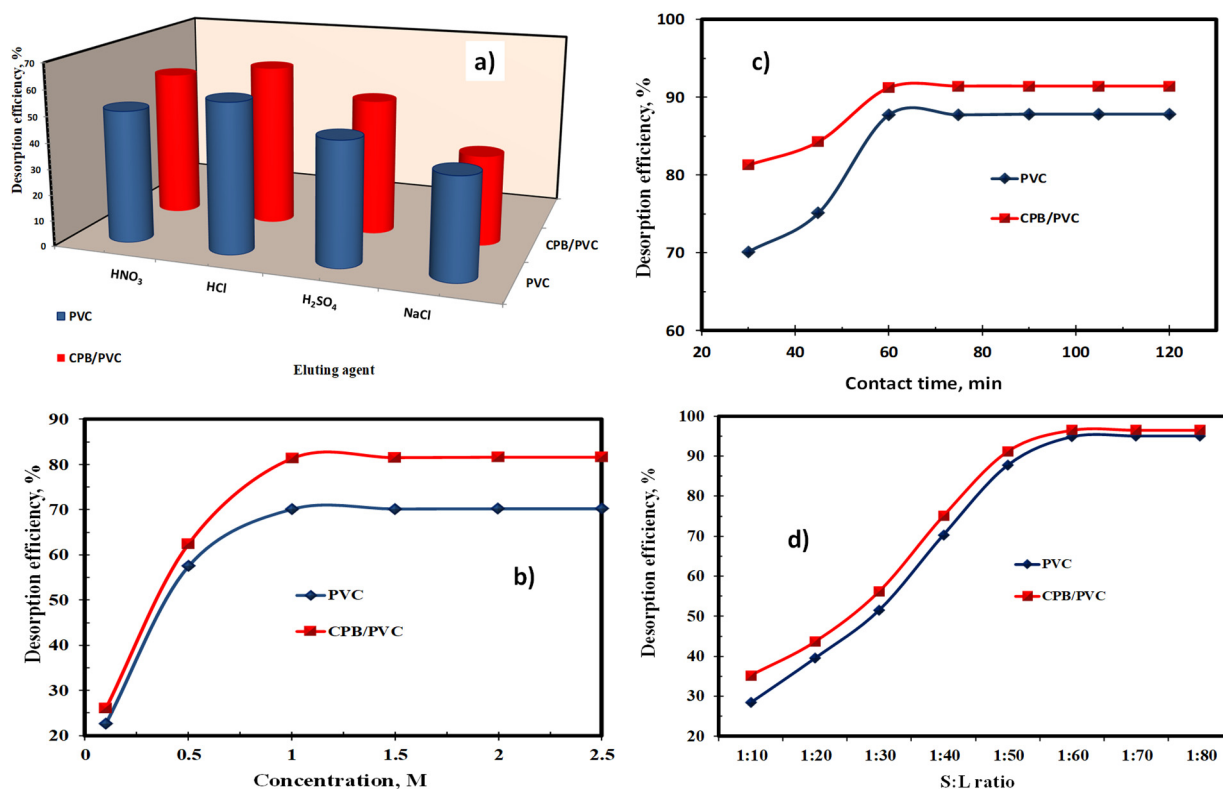 a)
Desorption efficiency, %
70
60
50
40
30
20
10
0
HNO₃
HCl
H₂SO₄
NaCl
PVC
CPB/PVC
PVC
CPB/PVC
Eluting agent
c)
Desorption efficiency, %
100
90
80
70
60
20
40
60
80
100
120
PVC
CPB/PVC
Contact time, min
b)
Desorption efficiency, %
90
80
70
60
50
40
30
20
0
0.5
1
1.5
2
2.5
PVC
CPB/PVC
Concentration, M
d)
Desorption efficiency, %
100
90
80
70
60
50
40
30
20
1:10
1:20
1:30
1:40
1:50
1:60
1:70
1:80
PVC
CPB/PVC
S:L ratio